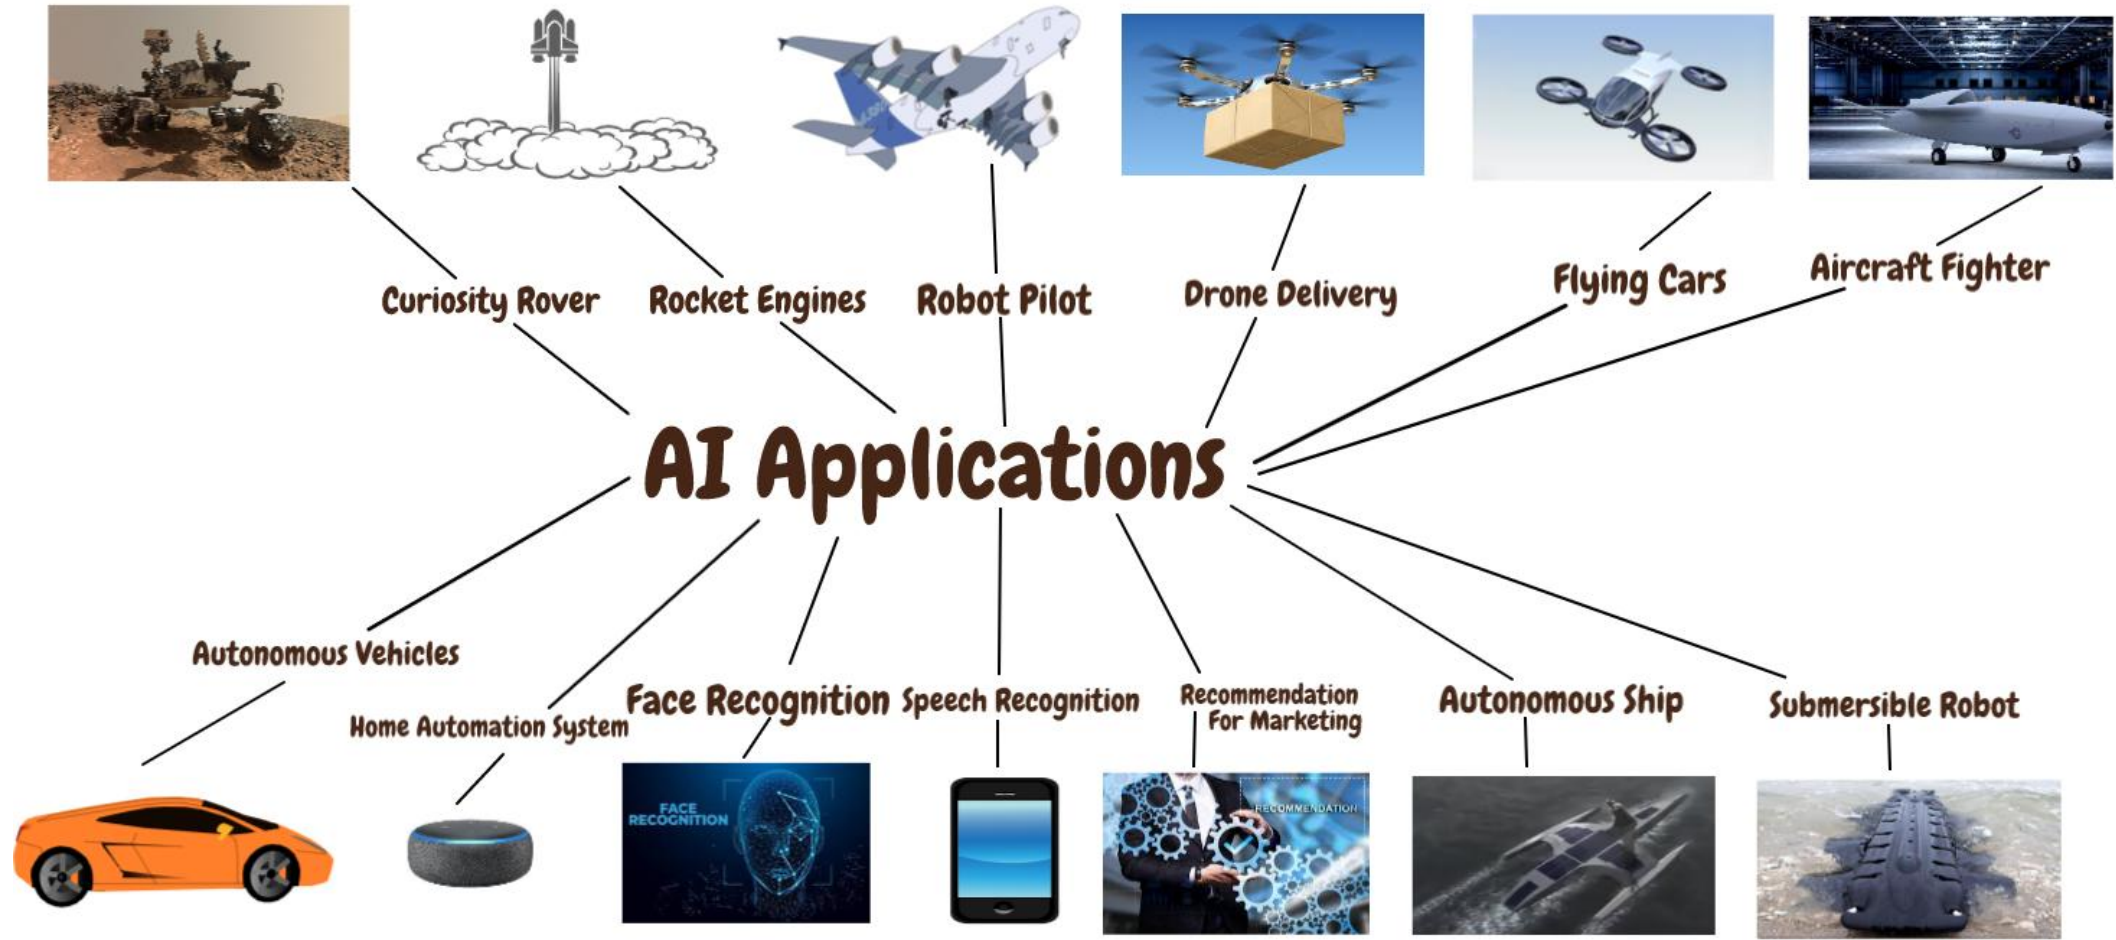 Curiosity Rover
Rocket Engines
Robot Pilot
Drone Delivery
Flying Cars
Aircraft Fighter
AI Applications
Autonomous Vehicles
Home Automation System
Face Recognition
Speech Recognition
Recommendation
For Marketing
Autonomous Ship
Submersible Robot
FACE
RECOGNITION
RECOMMENDATION